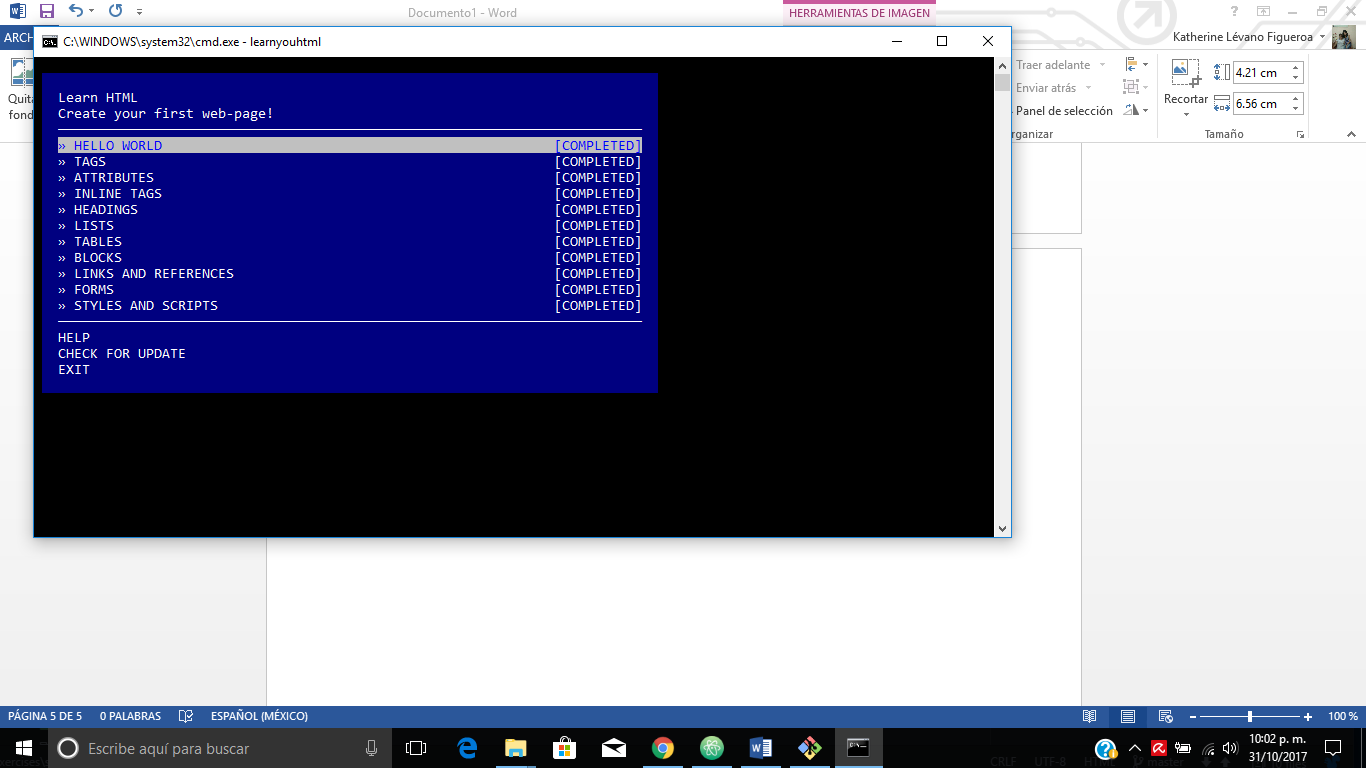 Documento1 - Word
HERRAMIENTAS DE IMAGEN
?
ARCH
Katherine Lévano Figueroa
C:\WINDOWS\system32\cmd.exe - learnyouhtml
Quita
fond
Traer adelante
Enviar atrás
Panel de selección
rganizar
Recortar
4.21 cm
6.56 cm
Tamaño
Learn HTML
Create your first web-page!
» HELLO WORLD [COMPLETED]
» TAGS [COMPLETED]
» ATTRIBUTES [COMPLETED]
» INLINE TAGS [COMPLETED]
» HEADINGS [COMPLETED]
» LISTS [COMPLETED]
» TABLES [COMPLETED]
» BLOCKS [COMPLETED]
» LINKS AND REFERENCES [COMPLETED]
» FORMS [COMPLETED]
» STYLES AND SCRIPTS [COMPLETED]
HELP
CHECK FOR UPDATE
EXIT
PÁGINA 5 DE 5 0 PALABRAS ESPAÑOL (MÉXICO) 100 %
Escribe aquí para buscar
10:02 p. m.
31/10/2017
CRLF UTF-8 master